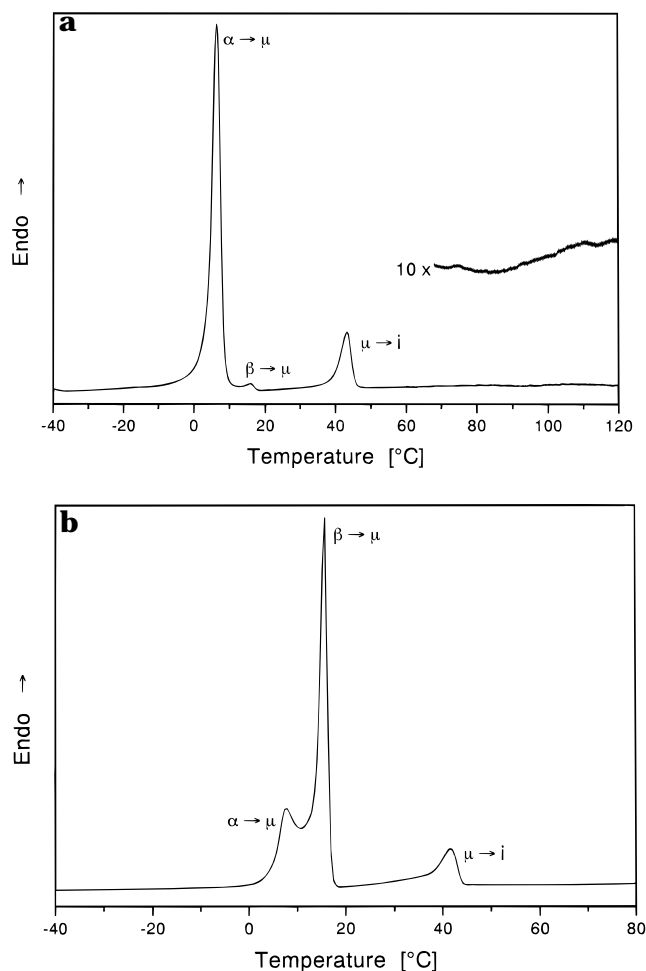 a
α → μ
Endo →
10 x
μ → i
β → μ
-40 -20 0 20 40 60 80 100 120
Temperature [°C]
b
β → μ
Endo →
α → μ
μ → i
-40 -20 0 20 40 60 80
Temperature [°C]